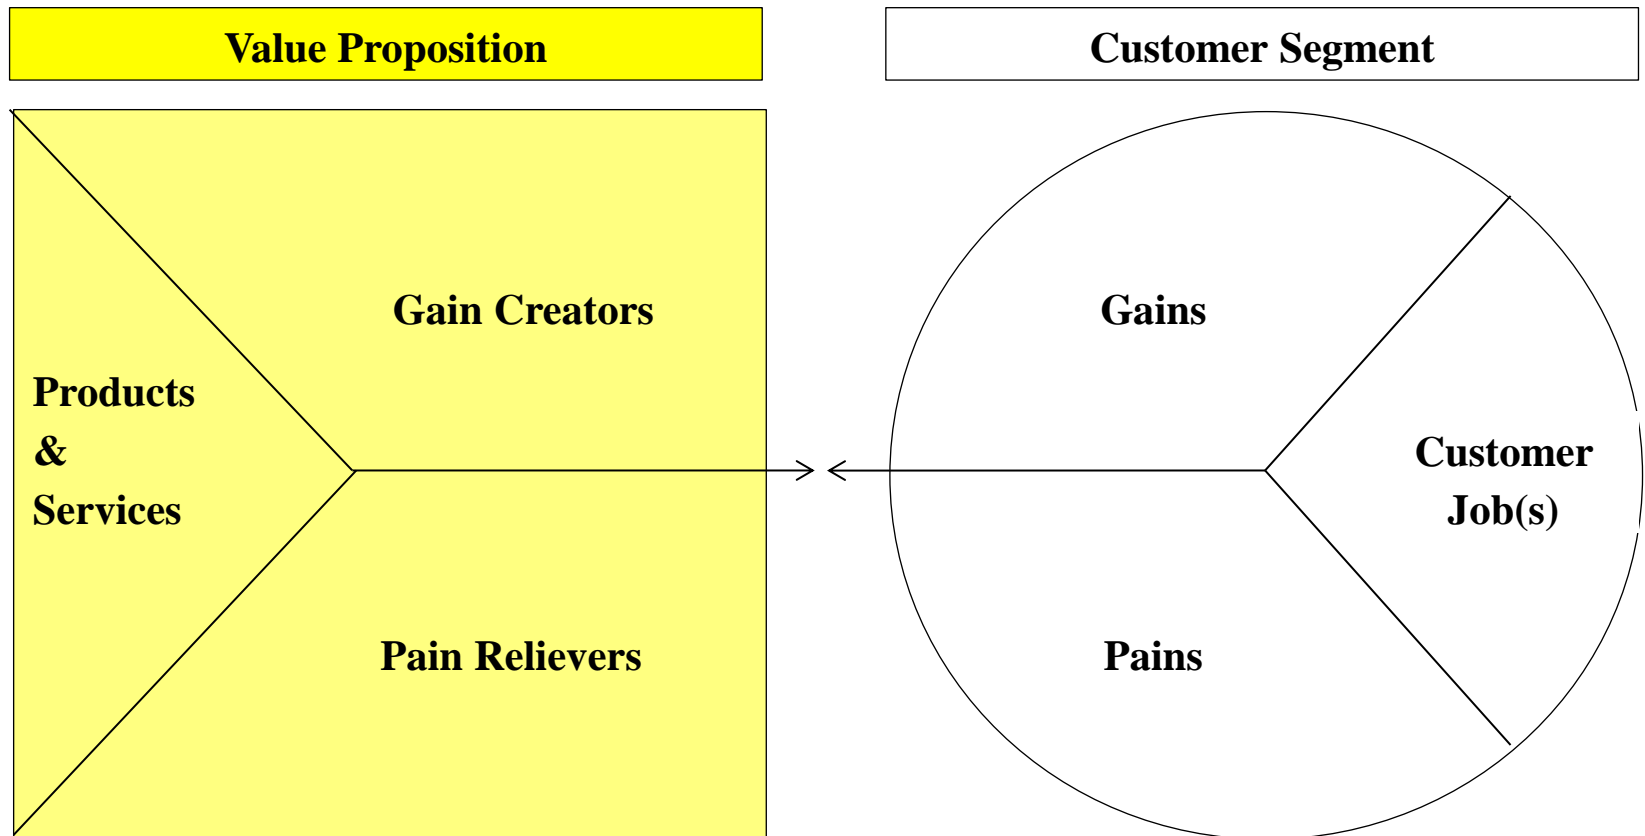 Value Proposition
Customer Segment
Gain Creators
Products
&
Services
Pain Relievers
Gains
Customer
Job(s)
Pains